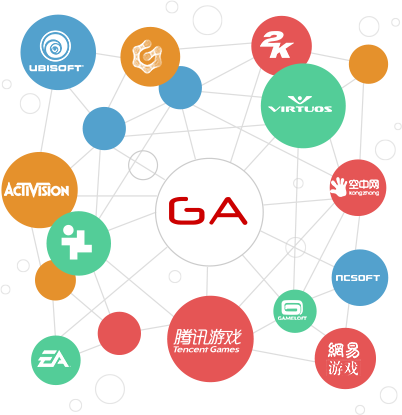 UBISOFT
2K
VIRTUOS
ACTIVISION
空中网
kongzhong
GA
NCSOFT
GAMELOFT
腾讯游戏
Tencent Games
網易
游戏
EA